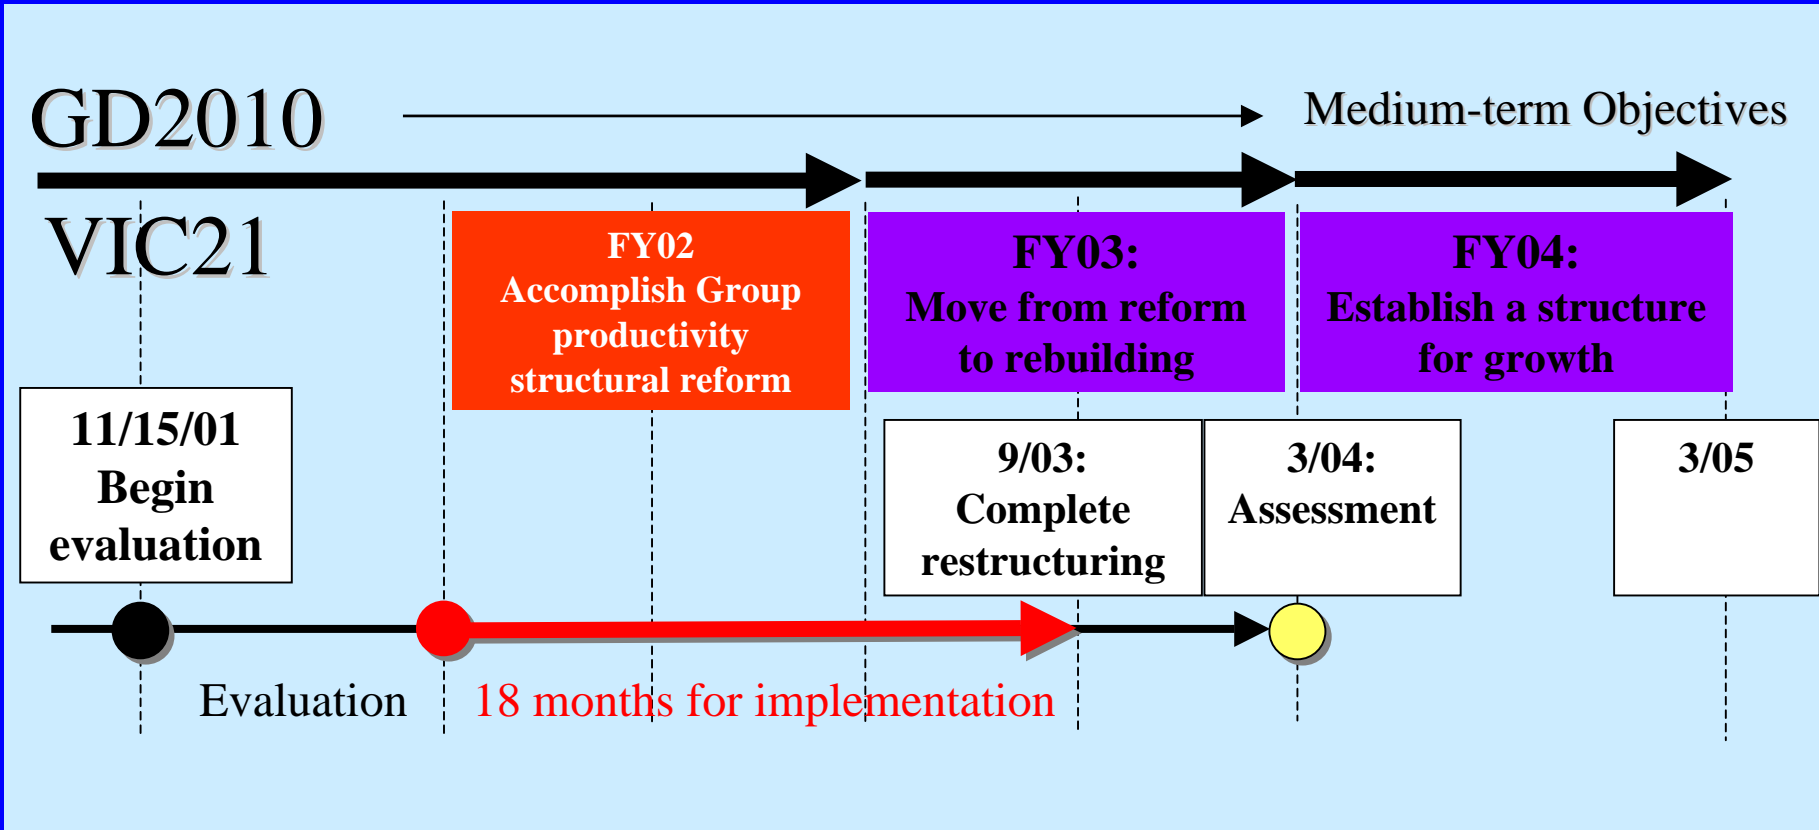 GD2010
Medium-term Objectives
VIC21
FY02
Accomplish Group
productivity
structural reform
FY03:
Move from reform
to rebuilding
FY04:
Establish a structure
for growth
11/15/01
Begin
evaluation
9/03:
Complete
restructuring
3/04:
Assessment
3/05
Evaluation
18 months for implementation